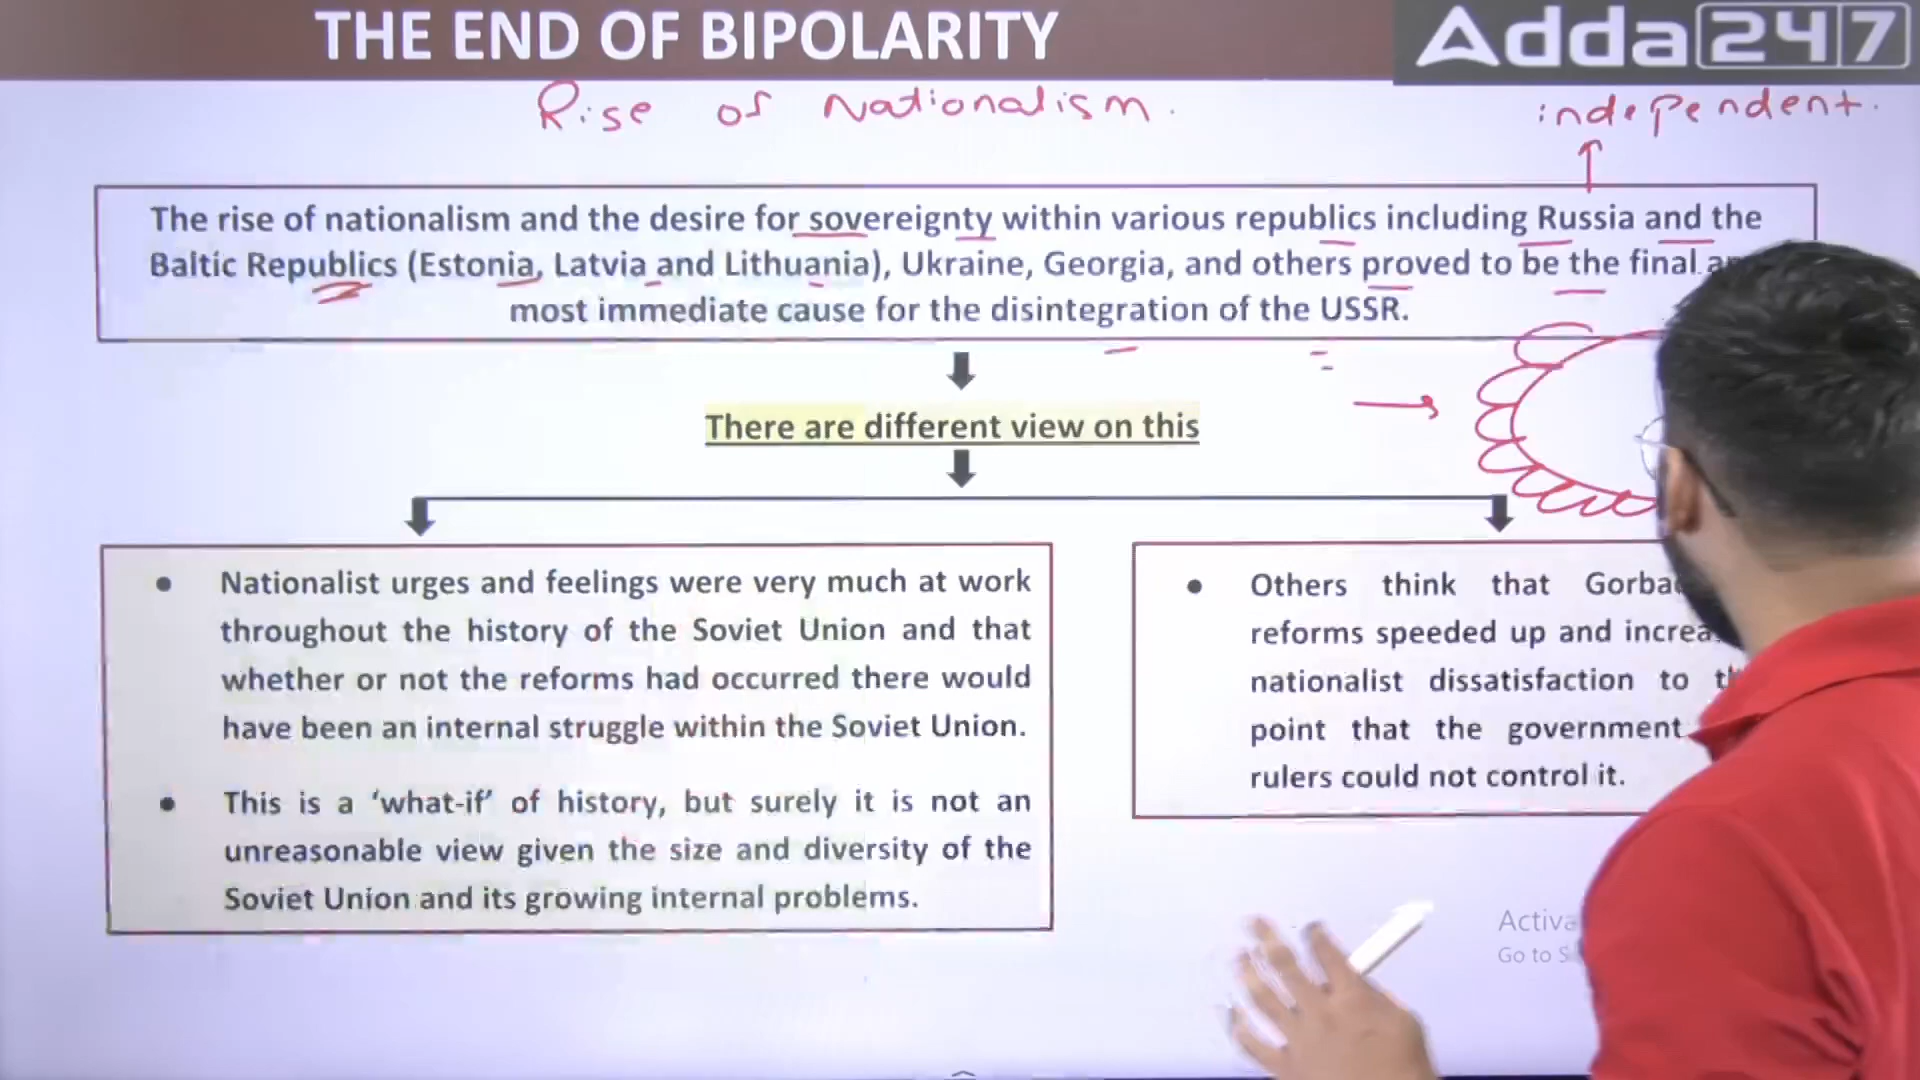 THE END OF BIPOLARITY
Adda247
Rise of Nationalism.
independent.
The rise of nationalism and the desire for sovereignty within various republics including Russia and the
Baltic Republics (Estonia, Latvia and Lithuania), Ukraine, Georgia, and others proved to be the final
most immediate cause for the disintegration of the USSR.
There are different view on this
• Nationalist urges and feelings were very much at work
throughout the history of the Soviet Union and that
whether or not the reforms had occurred there would
have been an internal struggle within the Soviet Union.
• This is a ‘what-if’ of history, but surely it is not an
unreasonable view given the size and diversity of the
Soviet Union and its growing internal problems.
• Others think that
reforms speeded up and
nationalist dissatisfaction to
point that the government
rulers could not control it.
Go to